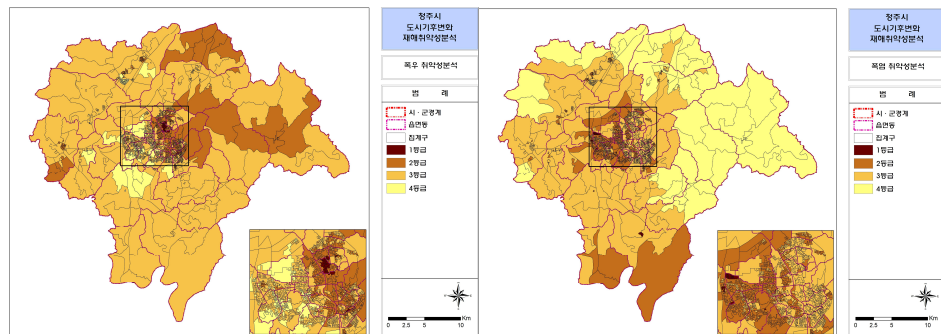 청주시
도시기후변화
재해취약성분석
폭우 취약성분석
범 례
시·군경계
읍면동
집계구
1등급
2등급
3등급
4등급
Km
0 2.5 5 10
청주시
도시기후변화
재해취약성분석
폭염 취약성분석
범 례
시·군경계
읍면동
집계구
1등급
2등급
3등급
4등급
Km
0 2.5 5 10